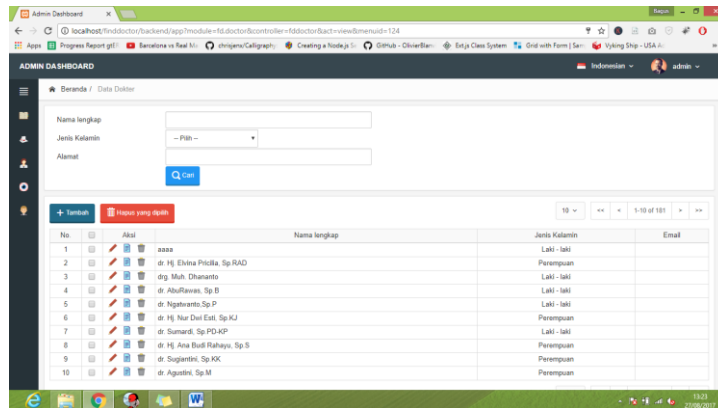 Admin Dashboard
localhost/finddoctor/backend/app?module=fd.doctor&controller=fddoctor&act=view&menuid=124
Apps Progress Report gtl Barcelona vs Real Ma chrisjenx/Calligraphy Creating a Node.js Sc GitHub - OlivierBlanv Ext.js Class System Grid with Form | Sam Vyking Ship - USA
ADMIN DASHBOARD
Indonesian
admin
Beranda / Data Dokter
Nama lengkap
Jenis Kelamin
-- Pilih --
Alamat
Cari
Tambah
Hapus yang dipilih
10 << < 1-10 of 181 > >>
No. Aksi Nama lengkap Jenis Kelamin Email
1 aaaa Laki - laki
2 dr. Hj. Elvina Pricilla, Sp.RAD Perempuan
3 drg. Muh. Dhananto Laki - laki
4 dr. AbuRawas, Sp.B Laki - laki
5 dr. Ngatwanto,Sp.P Laki - laki
6 dr. Hj. Nur Dwi Esti, Sp.KJ Perempuan
7 dr. Sumardi, Sp.PD-KP Laki - laki
8 dr. Hj. Ana Budi Rahayu, Sp.S Perempuan
9 dr. Sugiantini, Sp.KK Perempuan
10 dr. Agustini, Sp.M Perempuan
13:23
27/08/2017